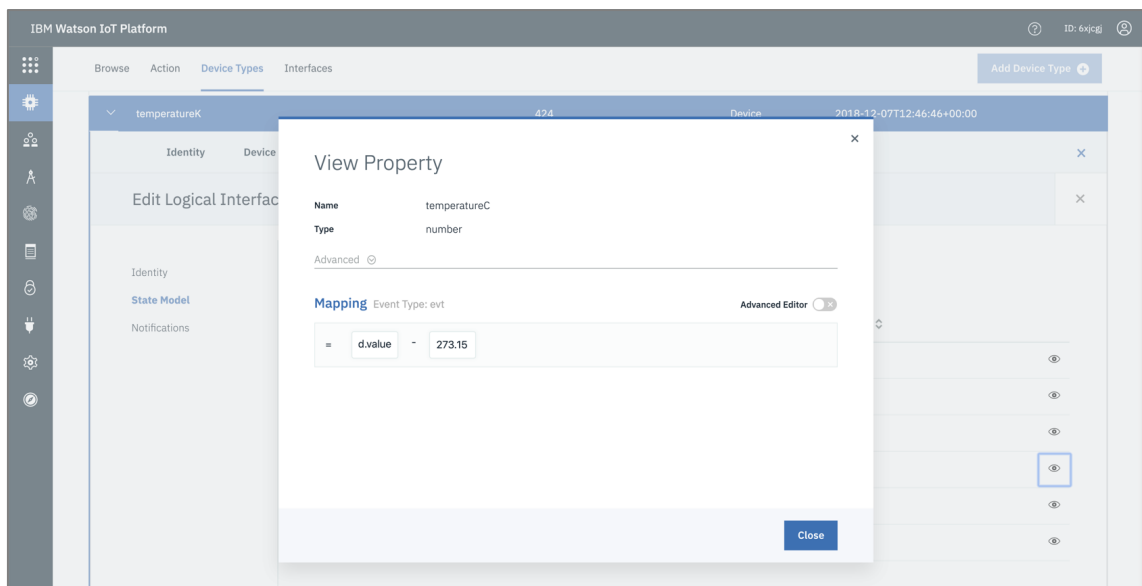 IBM Watson IoT Platform
ID: 6xjcgj
Browse Action Device Types Interfaces
Add Device Type
temperatureK 424 Device 2018-12-07T12:46:46+00:00
Identity Device
Edit Logical Interfac
Identity
State Model
Notifications
View Property
Name temperatureC
Type number
Advanced
Mapping Event Type: evt Advanced Editor
= d.value - 273.15
Close